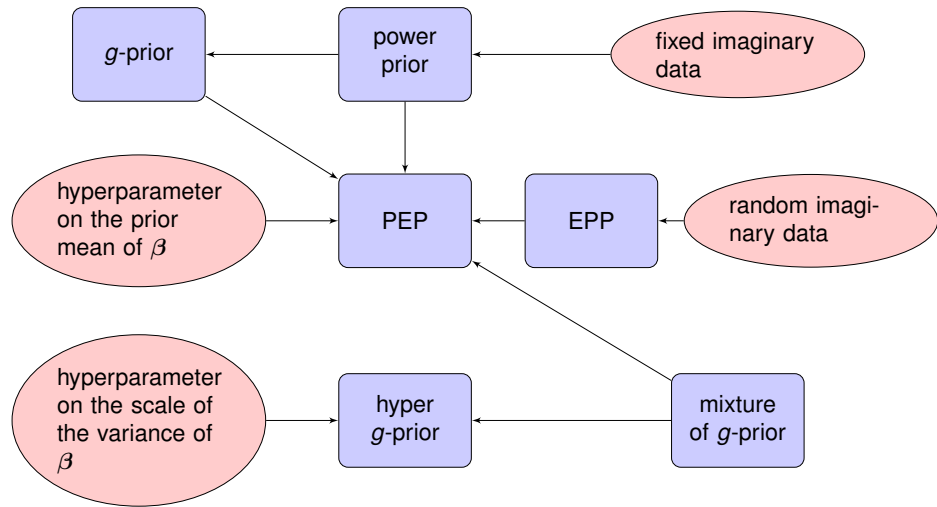 g-prior
power
prior
fixed imaginary
data
hyperparameter
on the prior
mean of β
PEP
EPP
random imagi-
nary data
hyperparameter
on the scale of
the variance of
β
hyper
g-prior
mixture
of g-prior